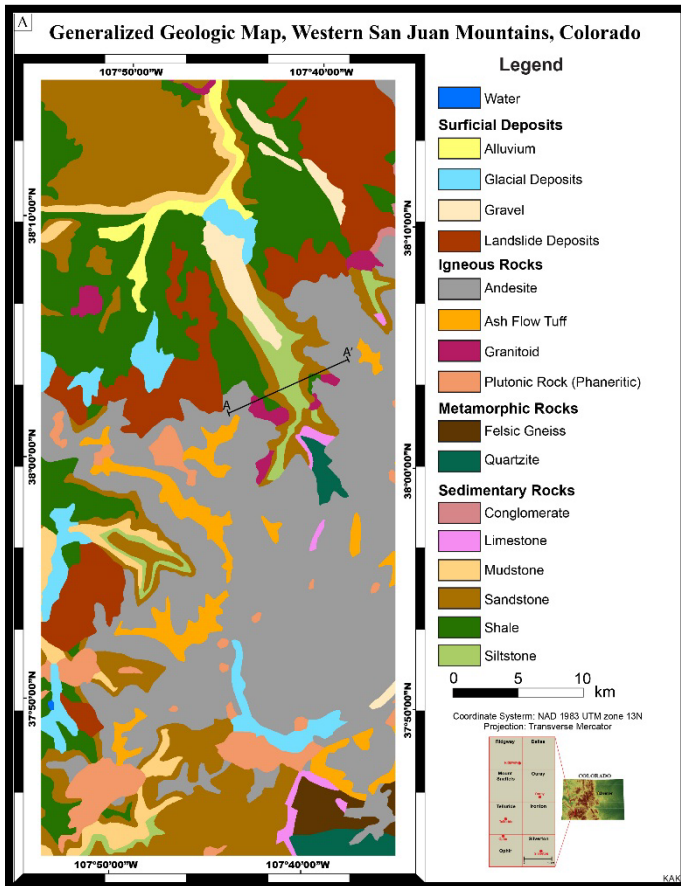 A
Generalized Geologic Map, Western San Juan Mountains, Colorado
107°50'00"W
107°40'00"W
38°10'00"N
38°10'00"N
38°00'00"N
38°00'00"N
37°50'00"N
37°50'00"N
107°50'00"W
107°40'00"W
A
A'
Legend
Water
Surficial Deposits
Alluvium
Glacial Deposits
Gravel
Landslide Deposits
Igneous Rocks
Andesite
Ash Flow Tuff
Granitoid
Plutonic Rock (Phaneritic)
Metamorphic Rocks
Felsic Gneiss
Quartzite
Sedimentary Rocks
Conglomerate
Limestone
Mudstone
Sandstone
Shale
Siltstone
0 5 10
km
Coordinate Systerm: NAD 1983 UTM zone 13N
Projection: Transverse Mercator
Ridgway
Mount
Sneffels
Ouray
Telluride
Ironton
Ophir
Silverton
COLORADO
KAK